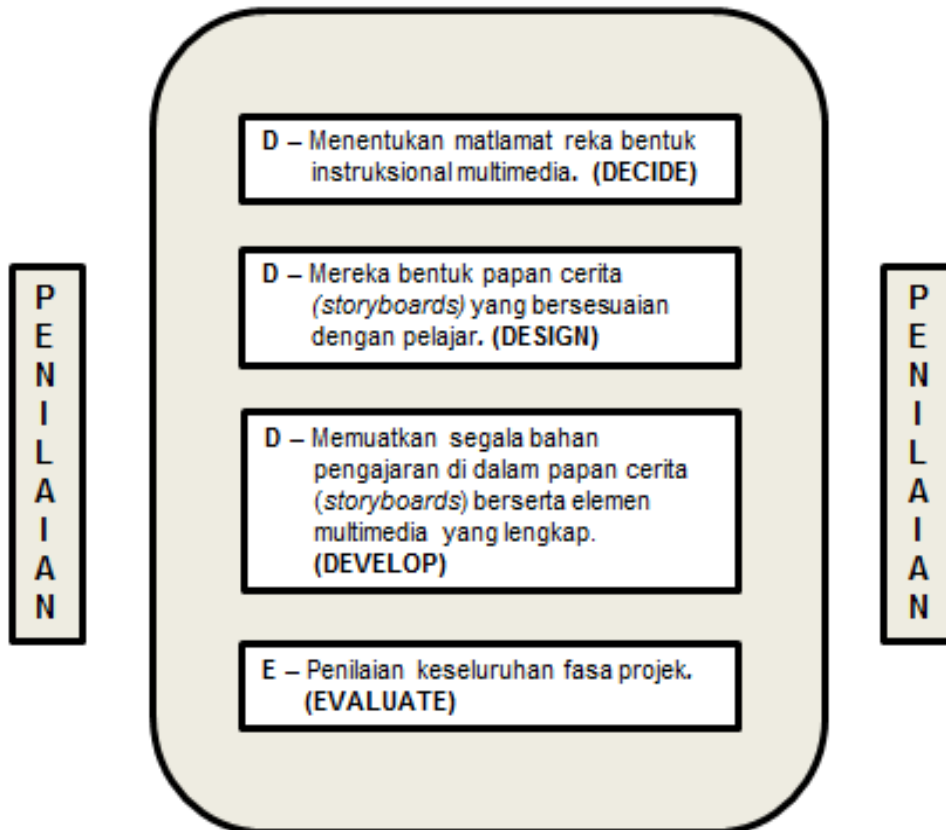 D – Menentukan matlamat reka bentuk
instruksional multimedia. (DECIDE)
D – Mereka bentuk papan cerita
(storyboards) yang bersesuaian
dengan pelajar. (DESIGN)
D – Memuatkan segala bahan
pengajaran di dalam papan cerita
(storyboards) berserta elemen
multimedia yang lengkap.
(DEVELOP)
E – Penilaian keseluruhan fasa projek.
(EVALUATE)
P
E
N
I
L
A
I
A
N
P
E
N
I
L
A
I
A
N